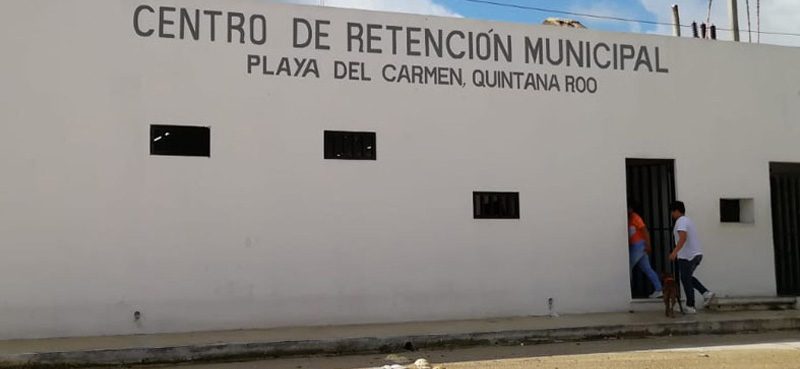 CENTRO DE RETENCIÓN MUNICIPAL
PLAYA DEL CARMEN, QUINTANA ROO